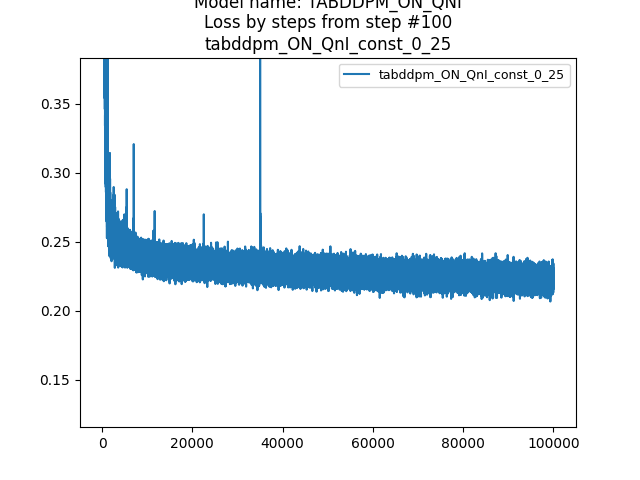 Model name: TABDDPM_ON_QNI
Loss by steps from step #100
tabddpm_ON_QnI_const_0_25
tabddpm_ON_QnI_const_0_25
0.35
0.30
0.25
0.20
0.15
0 20000 40000 60000 80000 100000